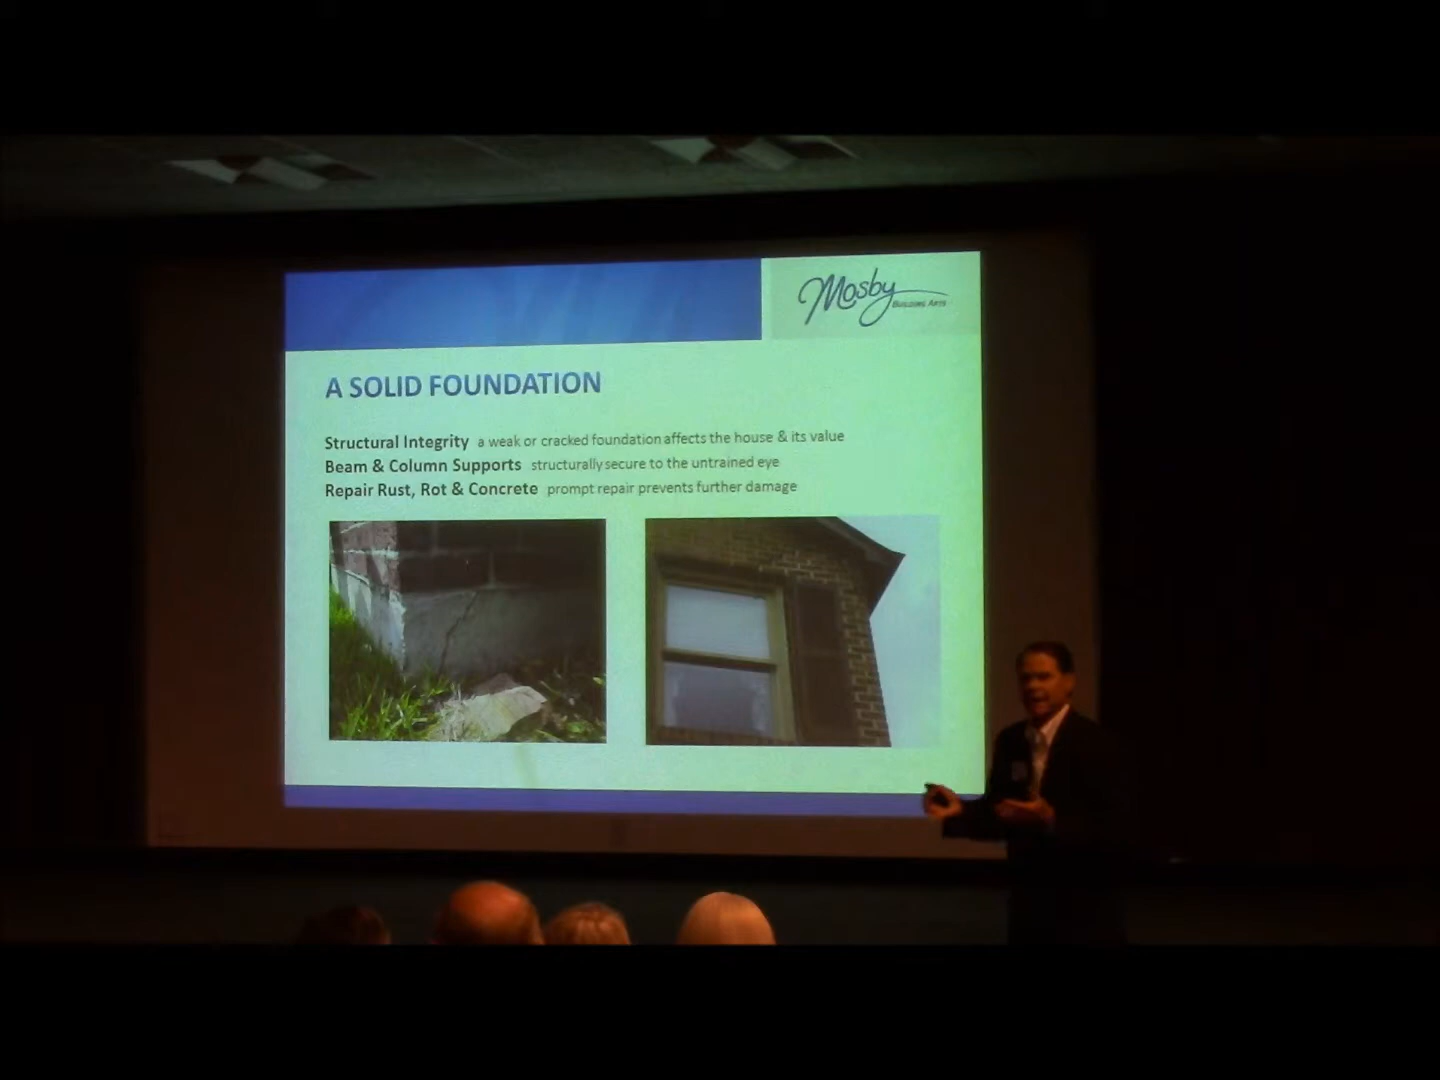 Mosby
BUILDING ARTS
A SOLID FOUNDATION
Structural Integrity a weak or cracked foundation affects the house & its value
Beam & Column Supports structurally secure to the untrained eye
Repair Rust, Rot & Concrete prompt repair prevents further damage